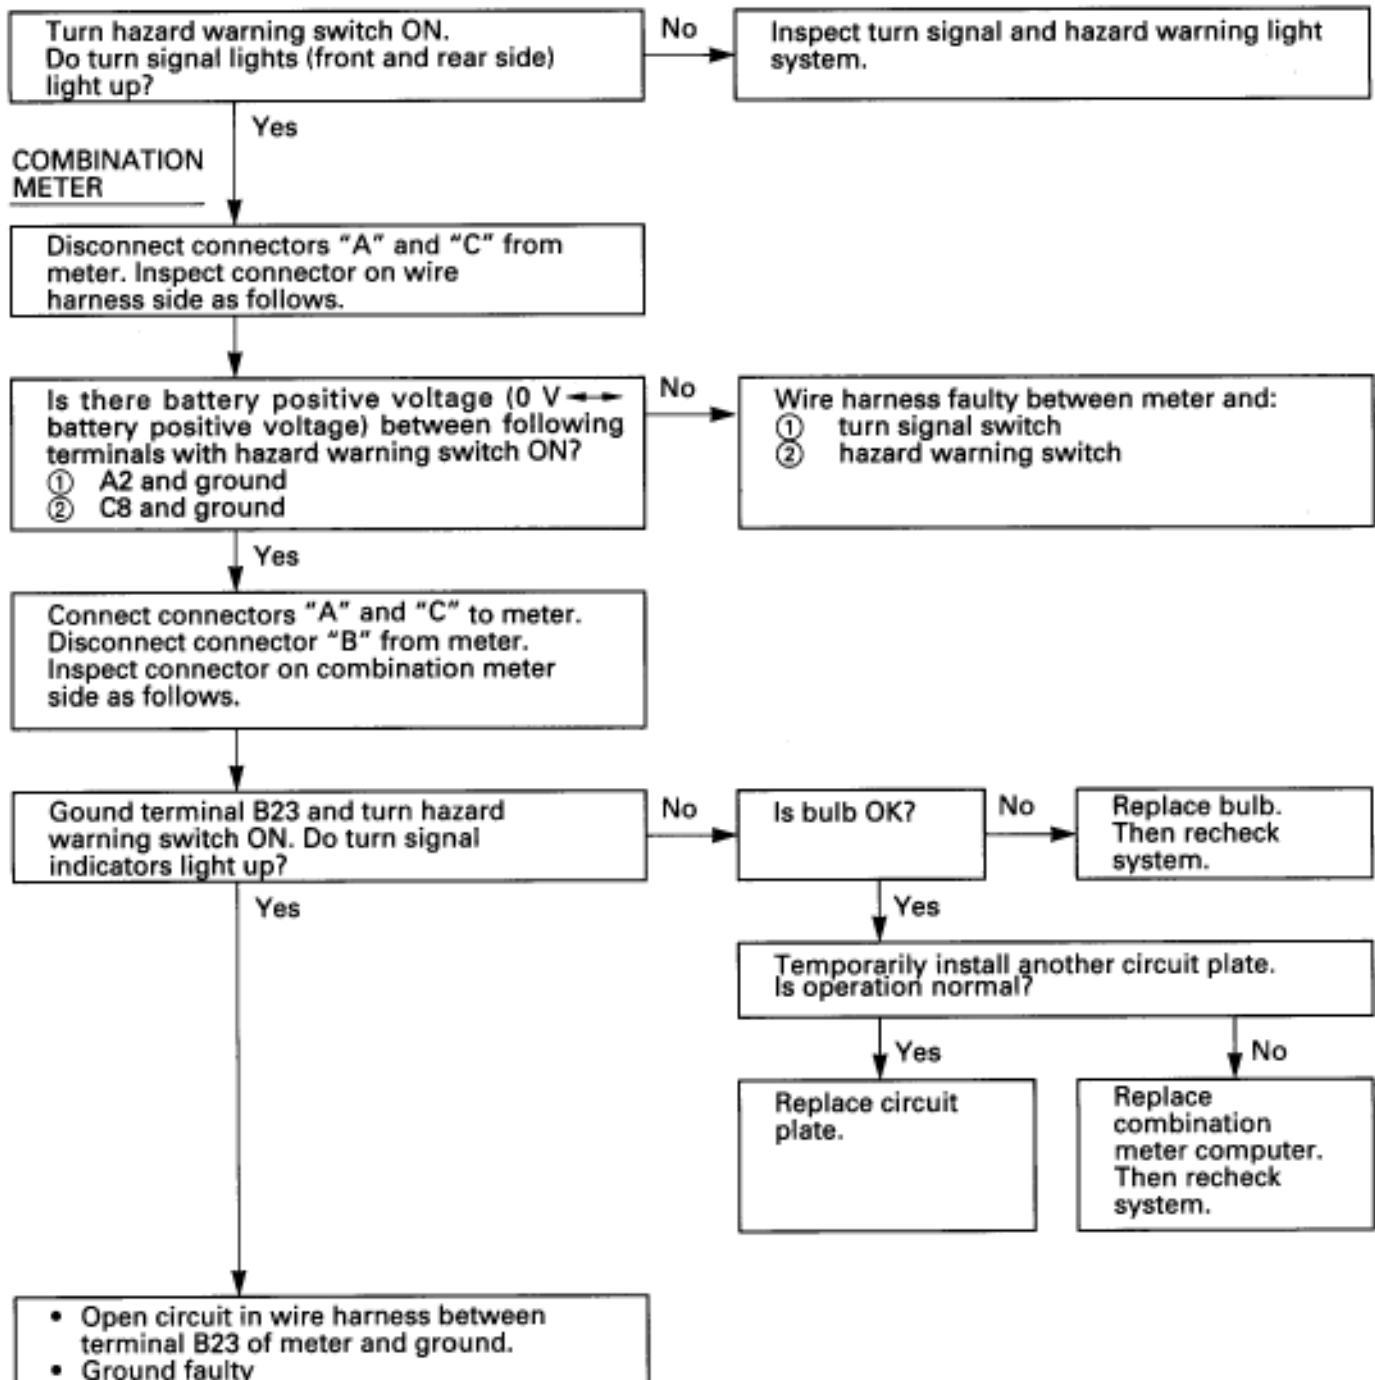 Turn hazard warning switch ON.
Do turn signal lights (front and rear side)
light up?
No
Inspect turn signal and hazard warning light
system.
Yes
COMBINATION
METER
Disconnect connectors "A" and "C" from
meter. Inspect connector on wire
harness side as follows.
Is there battery positive voltage (0 V ↔
battery positive voltage) between following
terminals with hazard warning switch ON?
① A2 and ground
② C8 and ground
No
Wire harness faulty between meter and:
① turn signal switch
② hazard warning switch
Yes
Connect connectors "A" and "C" to meter.
Disconnect connector "B" from meter.
Inspect connector on combination meter
side as follows.
Gound terminal B23 and turn hazard
warning switch ON. Do turn signal
indicators light up?
No
Is bulb OK?
No
Replace bulb.
Then recheck
system.
Yes
Yes
Temporarily install another circuit plate.
Is operation normal?
Yes
No
Replace circuit
plate.
Replace
combination
meter computer.
Then recheck
system.
• Open circuit in wire harness between
terminal B23 of meter and ground.
• Ground faulty